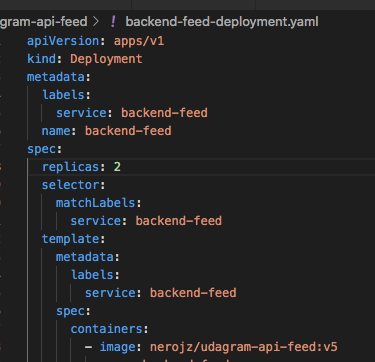 gram-api-feed > ! backend-feed-deployment.yaml
apiVersion: apps/v1
kind: Deployment
metadata:
  labels:
    service: backend-feed
  name: backend-feed
spec:
  replicas: 2
  selector:
    matchLabels:
      service: backend-feed
  template:
    metadata:
      labels:
        service: backend-feed
    spec:
      containers:
        - image: nerojz/udagram-api-feed:v5